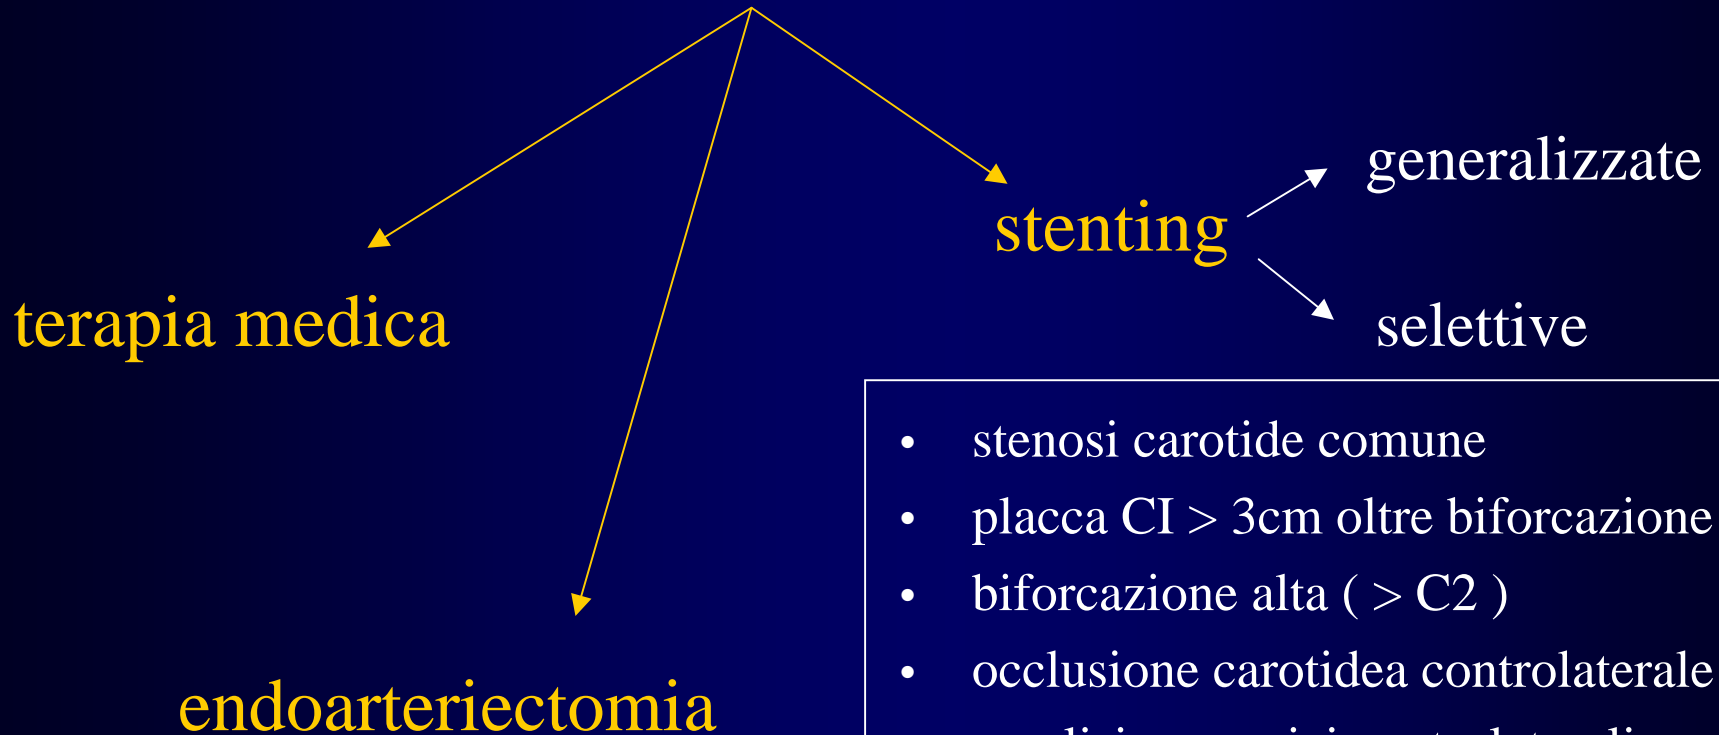 generalizzate
stenting
selettive
terapia medica
• stenosi carotide comune
• placca CI > 3cm oltre biforcazione
• biforcazione alta ( > C2 )
• occlusione carotidea controlaterale
endoarteriectomia